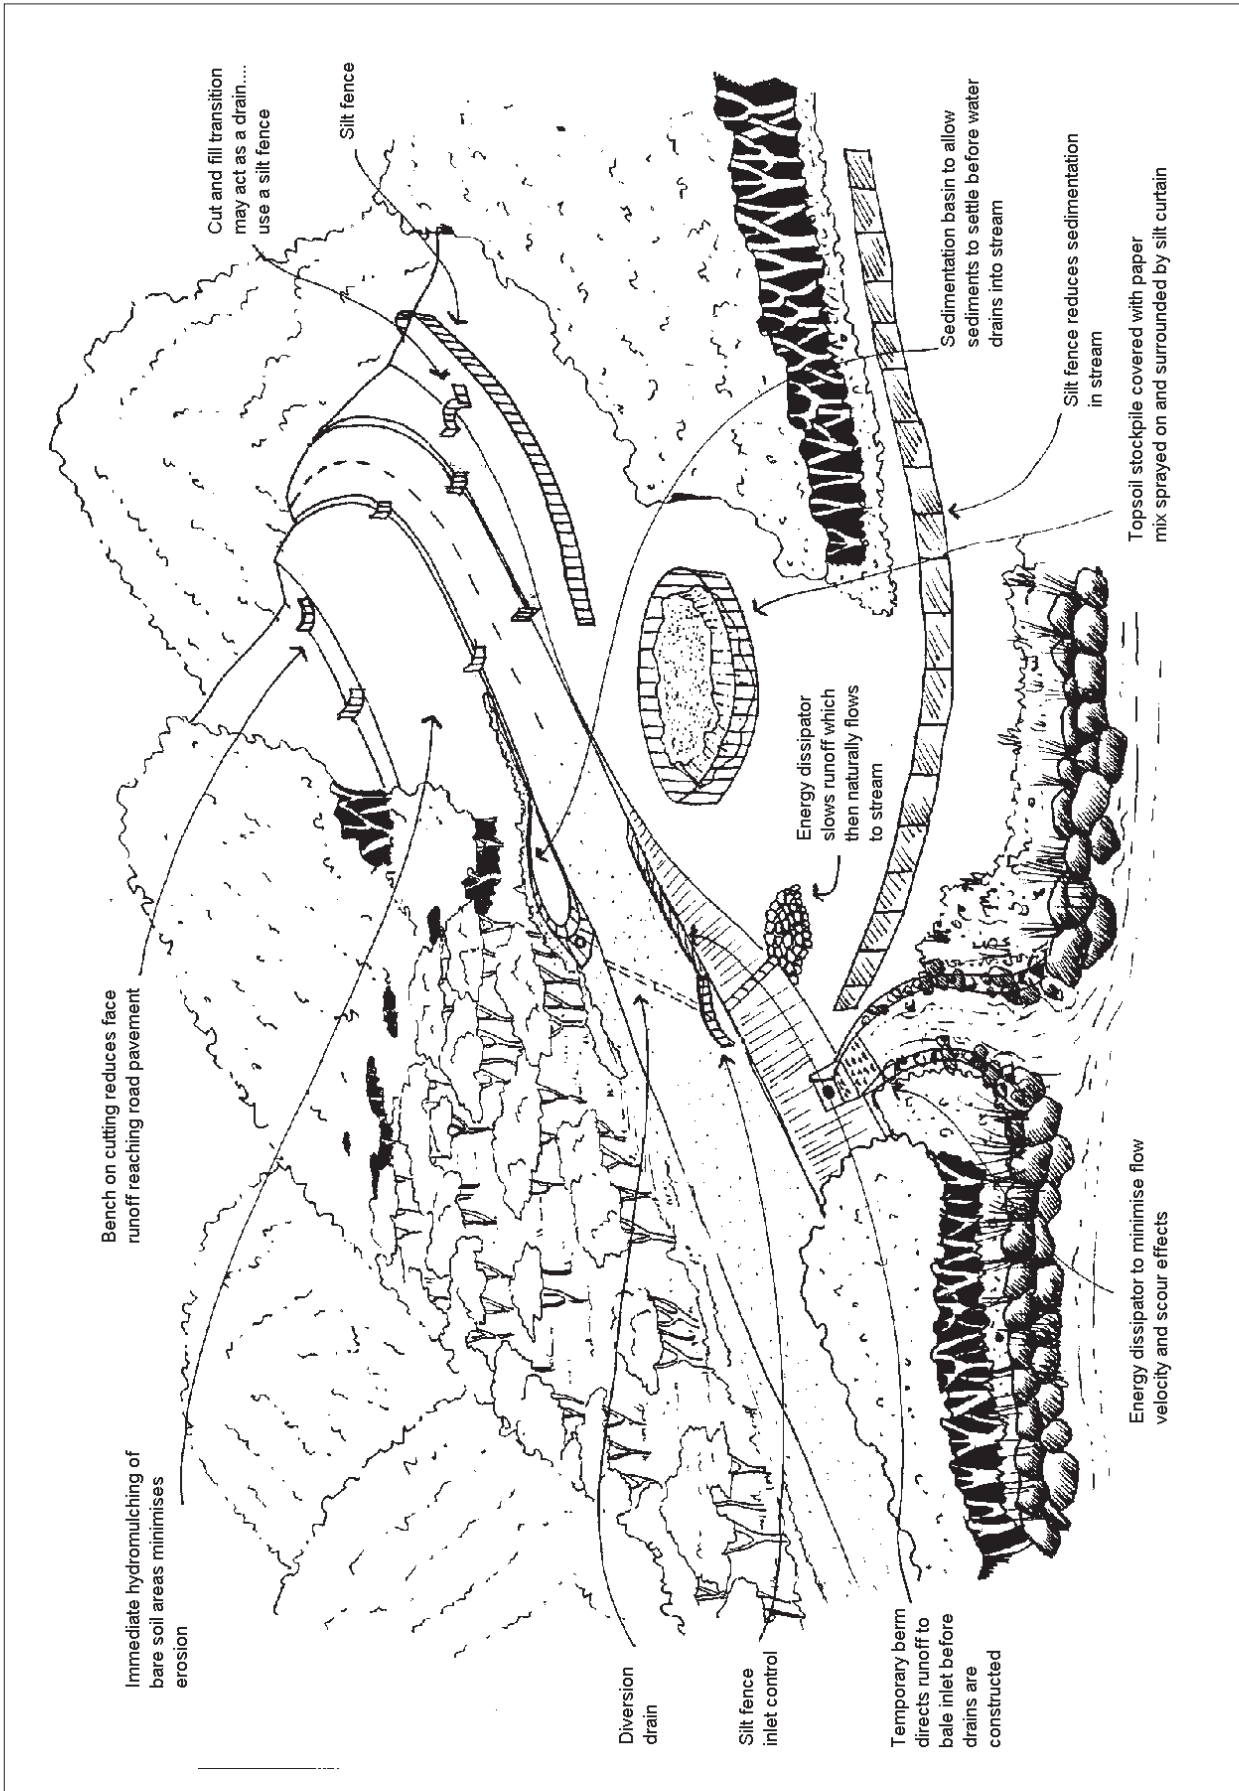 Immediate hydromulching of
bare soil areas minimises
erosion
Bench on cutting reduces face
runoff reaching road pavement
Cut and fill transition
may act as a drain....
use a silt fence
Silt fence
Diversion
drain
Silt fence
inlet control
Temporary berm
directs runoff to
bale inlet before
drains are
constructed
Energy dissipator
slows runoff which
then naturally flows
to stream
Sedimentation basin to allow
sediments to settle before water
drains into stream
Silt fence reduces sedimentation
in stream
Energy dissipator to minimise flow
velocity and scour effects
Topsoil stockpile covered with paper
mix sprayed on and surrounded by silt curtain